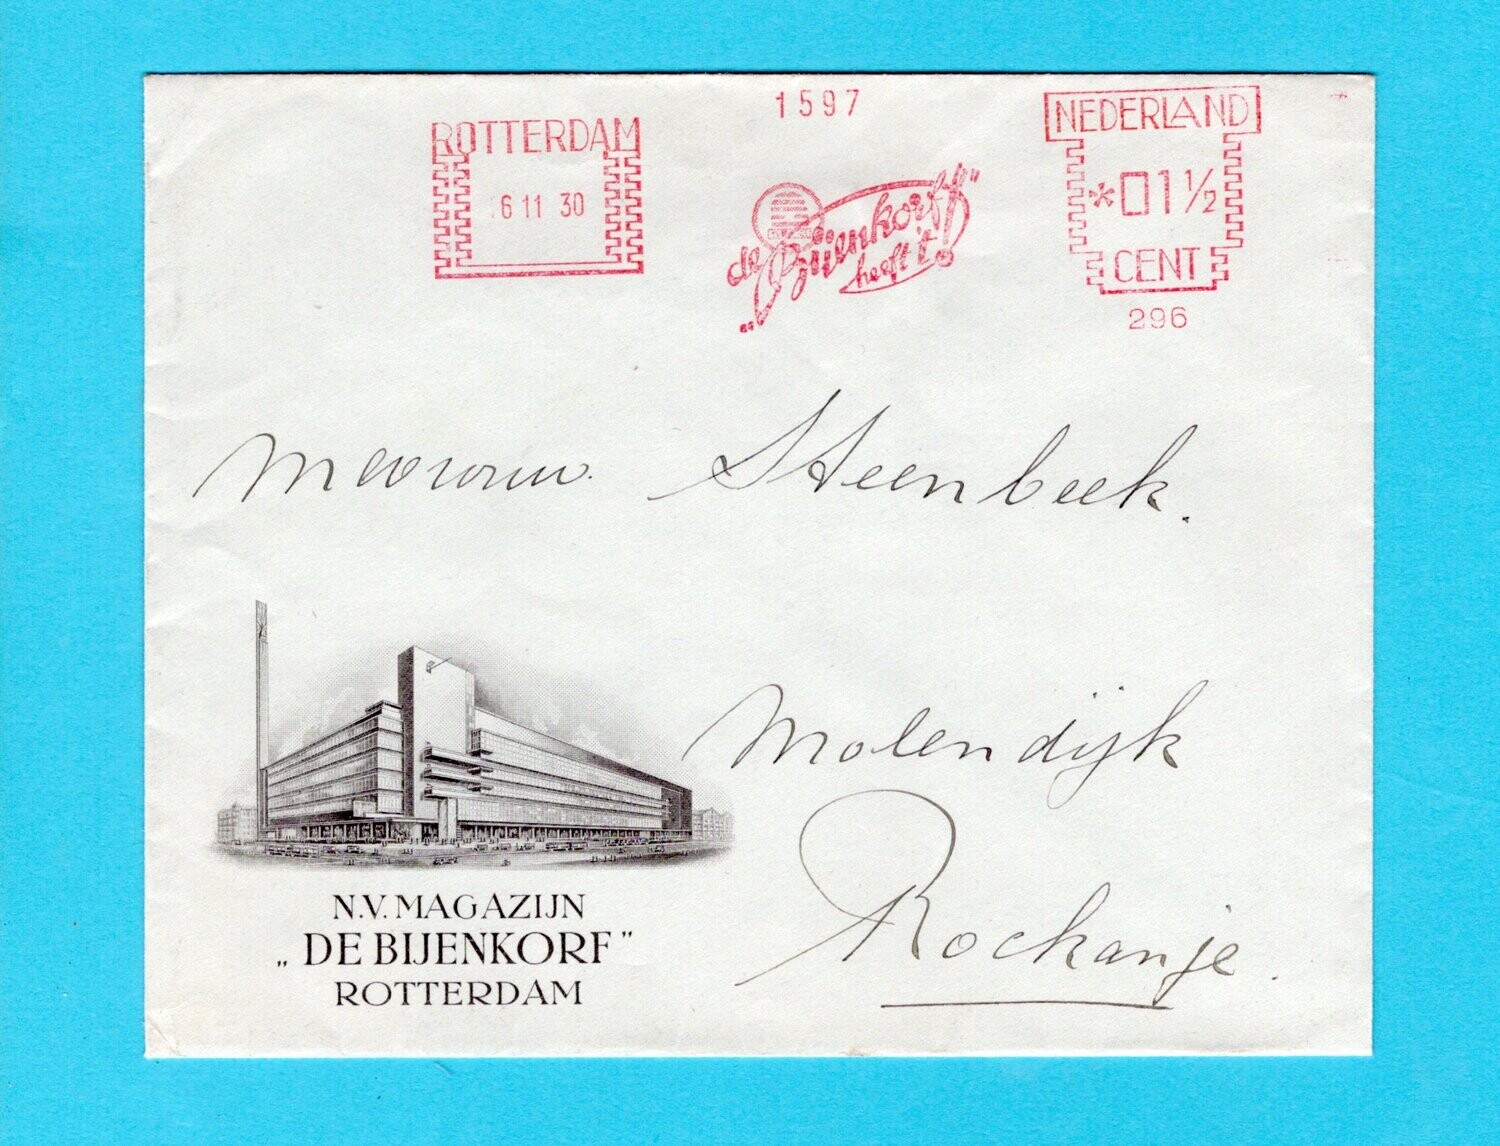 1597
ROTTERDAM
6 11 30
de „Bijenkorf"
heeft 't!
NEDERLAND
*01½
CENT
296
Mevrouw. Steenbeek.
Molendijk
Rockanje.
N.V. MAGAZIJN
„DE BIJENKORF"
ROTTERDAM